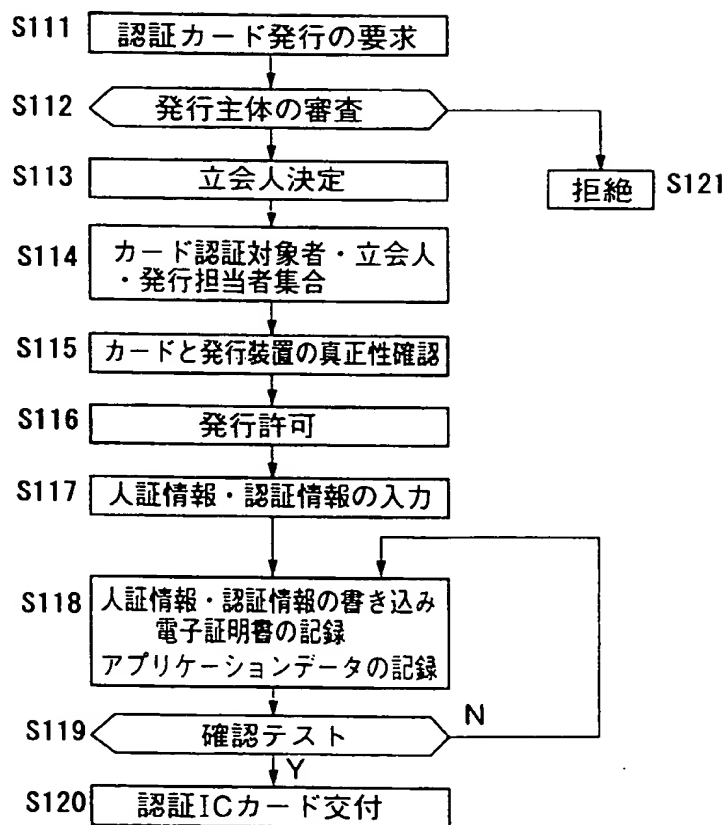 S111
認証カード発行の要求
S112
発行主体の審査
S113
立会人決定
拒絶
S121
S114
カード認証対象者・立会人
・発行担当者集合
S115
カードと発行装置の真正性確認
S116
発行許可
S117
人証情報・認証情報の入力
S118
人証情報・認証情報の書き込み
電子証明書の記録
アプリケーションデータの記録
S119
確認テスト
N
Y
S120
認証ICカード交付